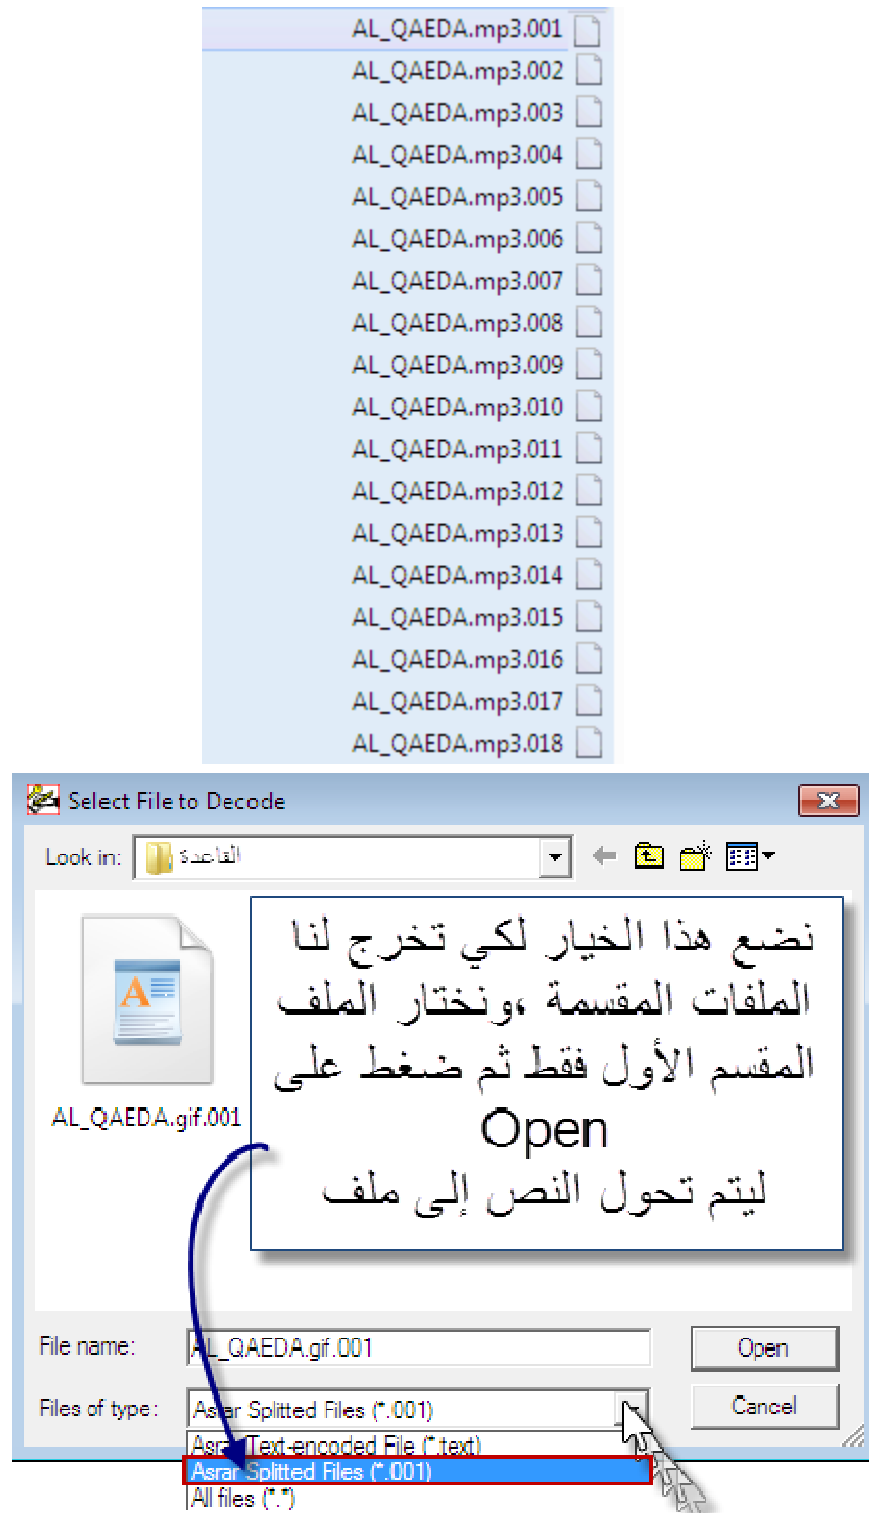 AL_QAEDA.mp3.001
AL_QAEDA.mp3.002
AL_QAEDA.mp3.003
AL_QAEDA.mp3.004
AL_QAEDA.mp3.005
AL_QAEDA.mp3.006
AL_QAEDA.mp3.007
AL_QAEDA.mp3.008
AL_QAEDA.mp3.009
AL_QAEDA.mp3.010
AL_QAEDA.mp3.011
AL_QAEDA.mp3.012
AL_QAEDA.mp3.013
AL_QAEDA.mp3.014
AL_QAEDA.mp3.015
AL_QAEDA.mp3.016
AL_QAEDA.mp3.017
AL_QAEDA.mp3.018
Select File to Decode
Look in: القاعدة
AL_QAEDA.gif.001
نضع هذا الخيار لكي تخرج لنا
الملفات المقسمة ،ونختار الملف
المقسم الأول فقط ثم ضغط على
Open
ليتم تحول النص إلى ملف
File name: AL_QAEDA.gif.001 Open
Files of type: Asrar Splitted Files (*.001) Cancel
Asrar Text-encoded File (*.text)
Asrar Splitted Files (*.001)
All files (*.*)